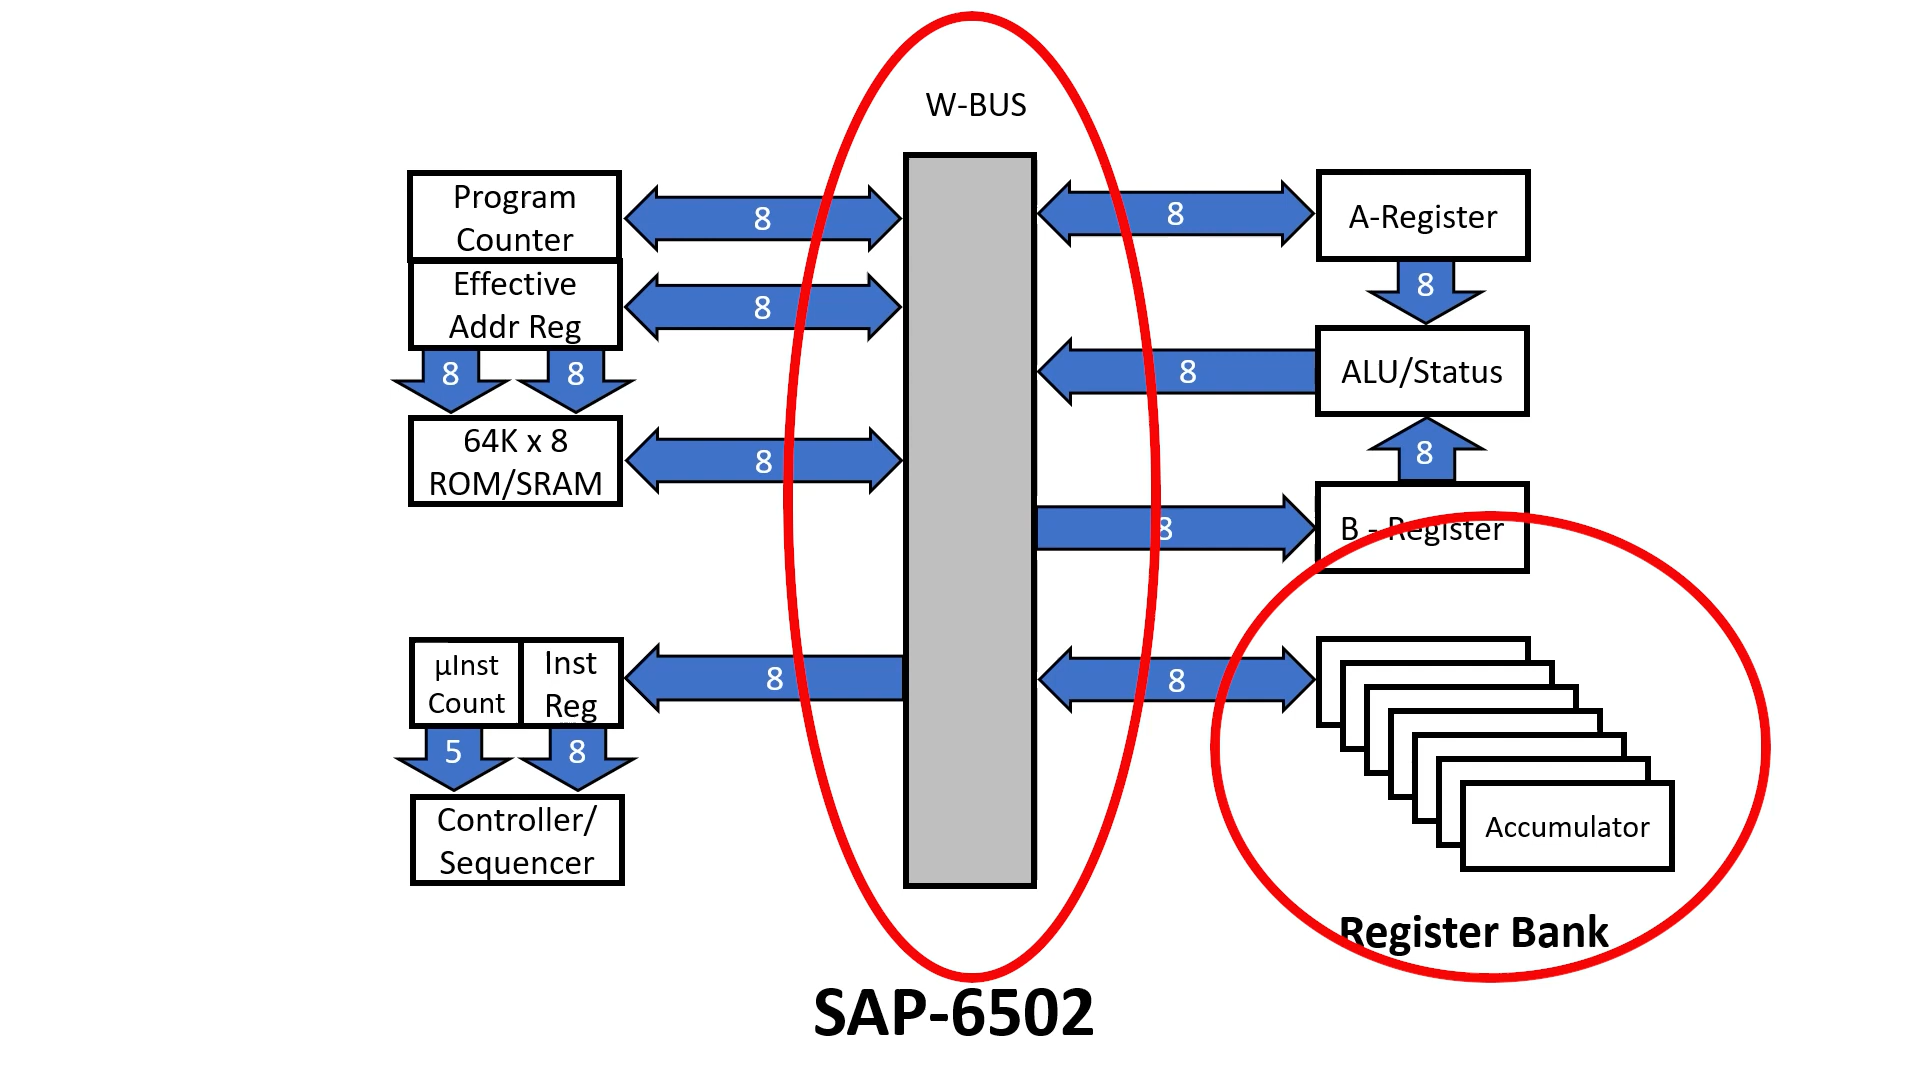 W-BUS
Program
Counter
8
8
A-Register
Effective
Addr Reg
8
8
8
8
ALU/Status
8
64K x 8
ROM/SRAM
8
8
B - Register
8
µInst
Count
Inst
Reg
8
8
5
8
Controller/
Sequencer
Accumulator
Register Bank
SAP-6502